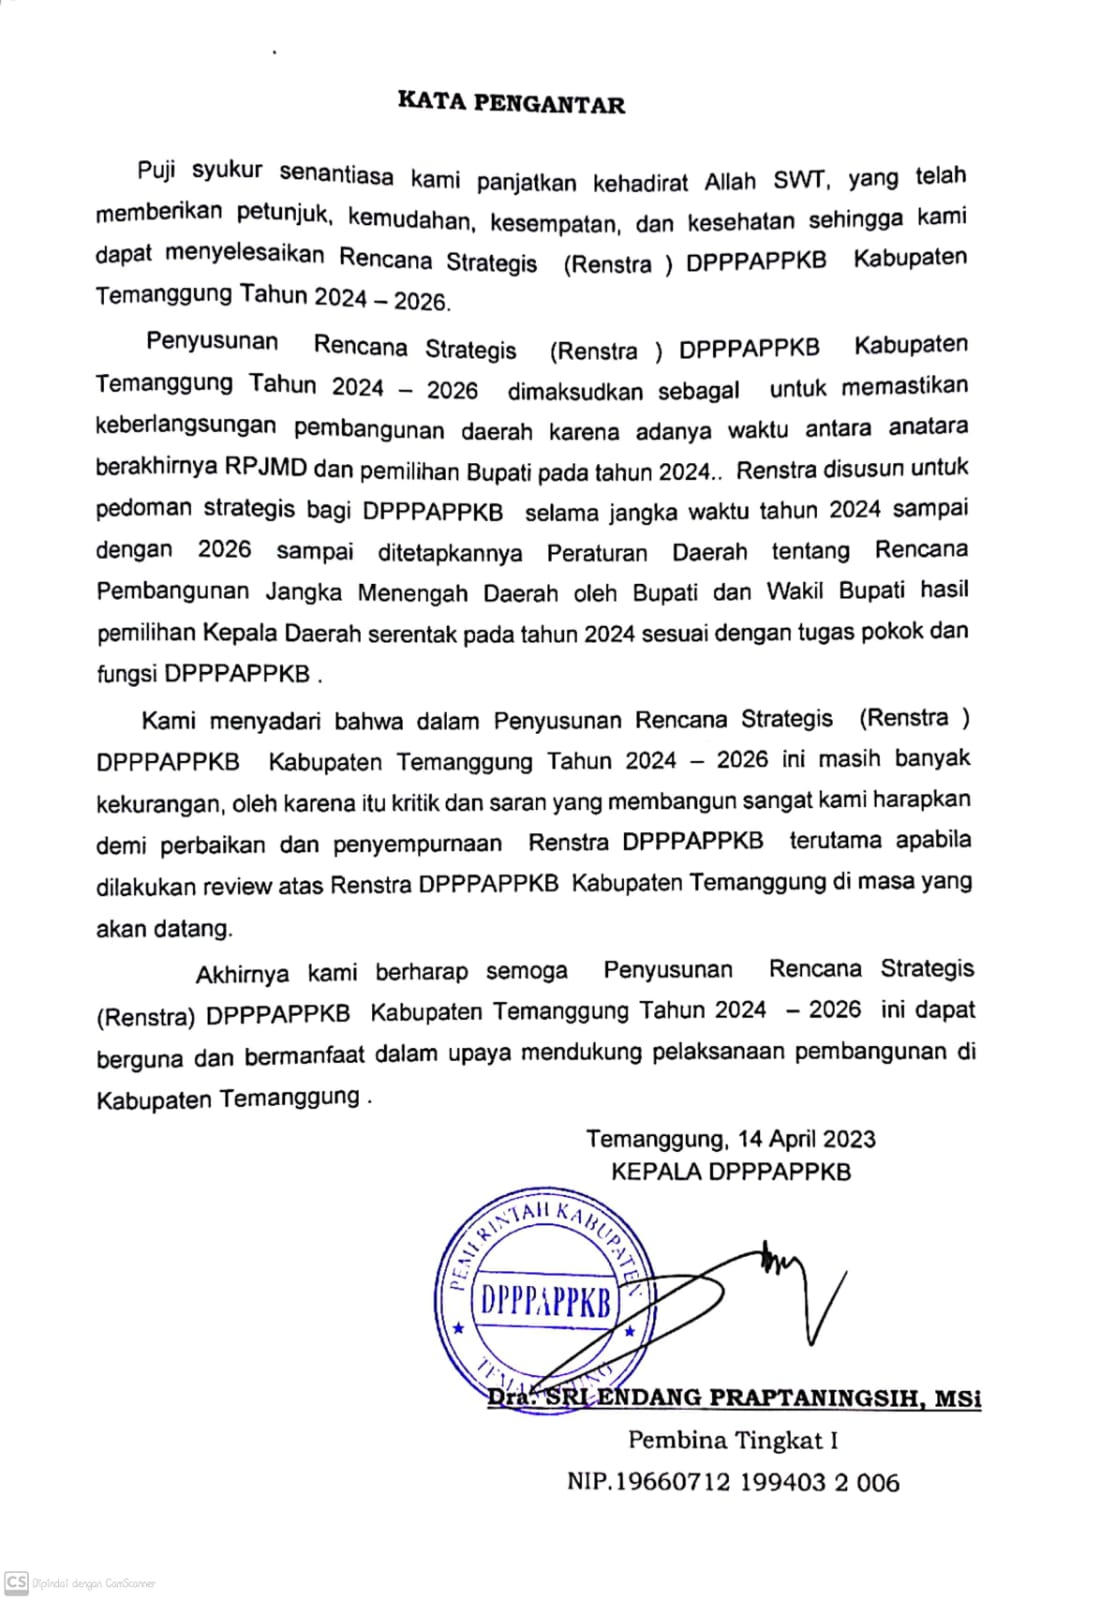 KATA PENGANTAR
Puji syukur senantiasa kami panjatkan kehadirat Allah SWT, yang telah
memberikan petunjuk, kemudahan, kesempatan, dan kesehatan sehingga kami
dapat menyelesaikan Rencana Strategis (Renstra ) DPPPAPPKB Kabupaten
Temanggung Tahun 2024 – 2026.
Penyusunan Rencana Strategis (Renstra ) DPPPAPPKB Kabupaten
Temanggung Tahun 2024 – 2026 dimaksudkan sebagal untuk memastikan
keberlangsungan pembangunan daerah karena adanya waktu antara anatara
berakhirnya RPJMD dan pemilihan Bupati pada tahun 2024.. Renstra disusun untuk
pedoman strategis bagi DPPPAPPKB selama jangka waktu tahun 2024 sampai
dengan 2026 sampai ditetapkannya Peraturan Daerah tentang Rencana
Pembangunan Jangka Menengah Daerah oleh Bupati dan Wakil Bupati hasil
pemilihan Kepala Daerah serentak pada tahun 2024 sesuai dengan tugas pokok dan
fungsi DPPPAPPKB .
Kami menyadari bahwa dalam Penyusunan Rencana Strategis (Renstra )
DPPPAPPKB Kabupaten Temanggung Tahun 2024 – 2026 ini masih banyak
kekurangan, oleh karena itu kritik dan saran yang membangun sangat kami harapkan
demi perbaikan dan penyempurnaan Renstra DPPPAPPKB terutama apabila
dilakukan review atas Renstra DPPPAPPKB Kabupaten Temanggung di masa yang
akan datang.
Akhirnya kami berharap semoga Penyusunan Rencana Strategis
(Renstra) DPPPAPPKB Kabupaten Temanggung Tahun 2024 – 2026 ini dapat
berguna dan bermanfaat dalam upaya mendukung pelaksanaan pembangunan di
Kabupaten Temanggung .
Temanggung, 14 April 2023
KEPALA DPPPAPPKB
PEMERINTAH KABUPATEN
DPPPAPPKB
TEMANGGUNG
Dra. SRI ENDANG PRAPTANINGSIH, MSi
Pembina Tingkat I
NIP.19660712 199403 2 006
CS Dipindai dengan CamScanner